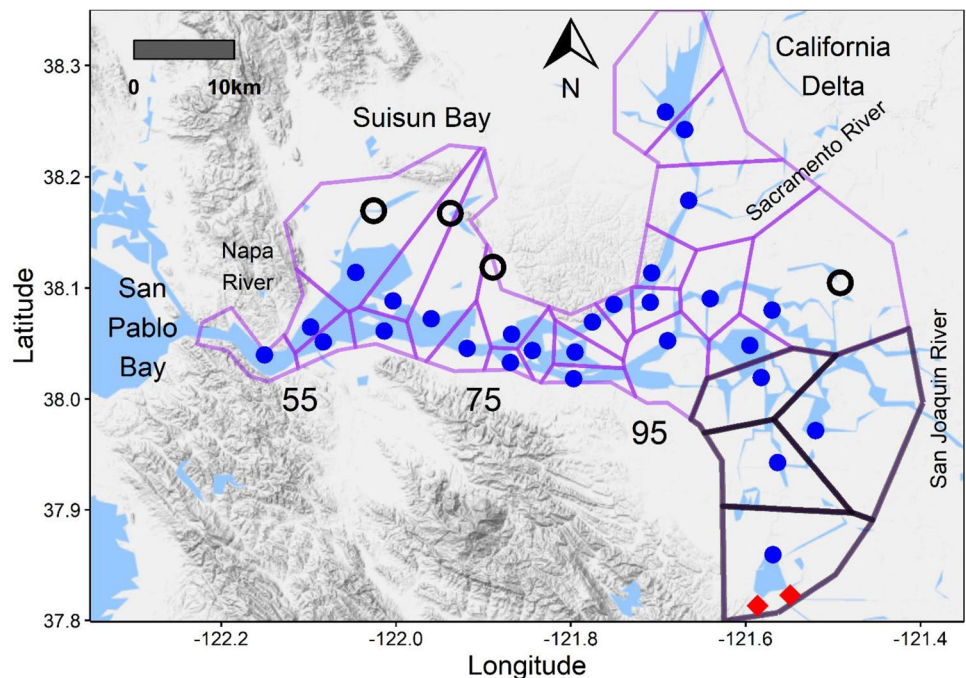 38.3
38.2
38.1
38.0
37.9
37.8
Latitude
0
10km
N
California
Delta
Suisun Bay
Sacramento River
Napa
River
San
Pablo
Bay
55
75
95
San Joaquin River
-122.2
-122.0
-121.8
-121.6
-121.4
Longitude